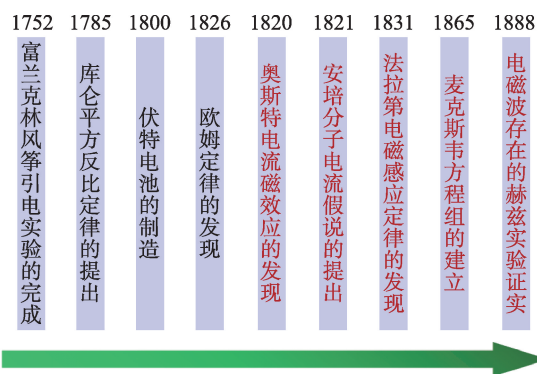 1752 1785 1800 1826 1820 1821 1831 1865 1888
富兰克林风筝引电实验的完成
库仑平方反比定律的提出
伏特电池的制造
欧姆定律的发现
奥斯特电流磁效应的发现
安培分子电流假说的提出
法拉第电磁感应定律的发现
麦克斯韦方程组的建立
电磁波存在的赫兹实验证实